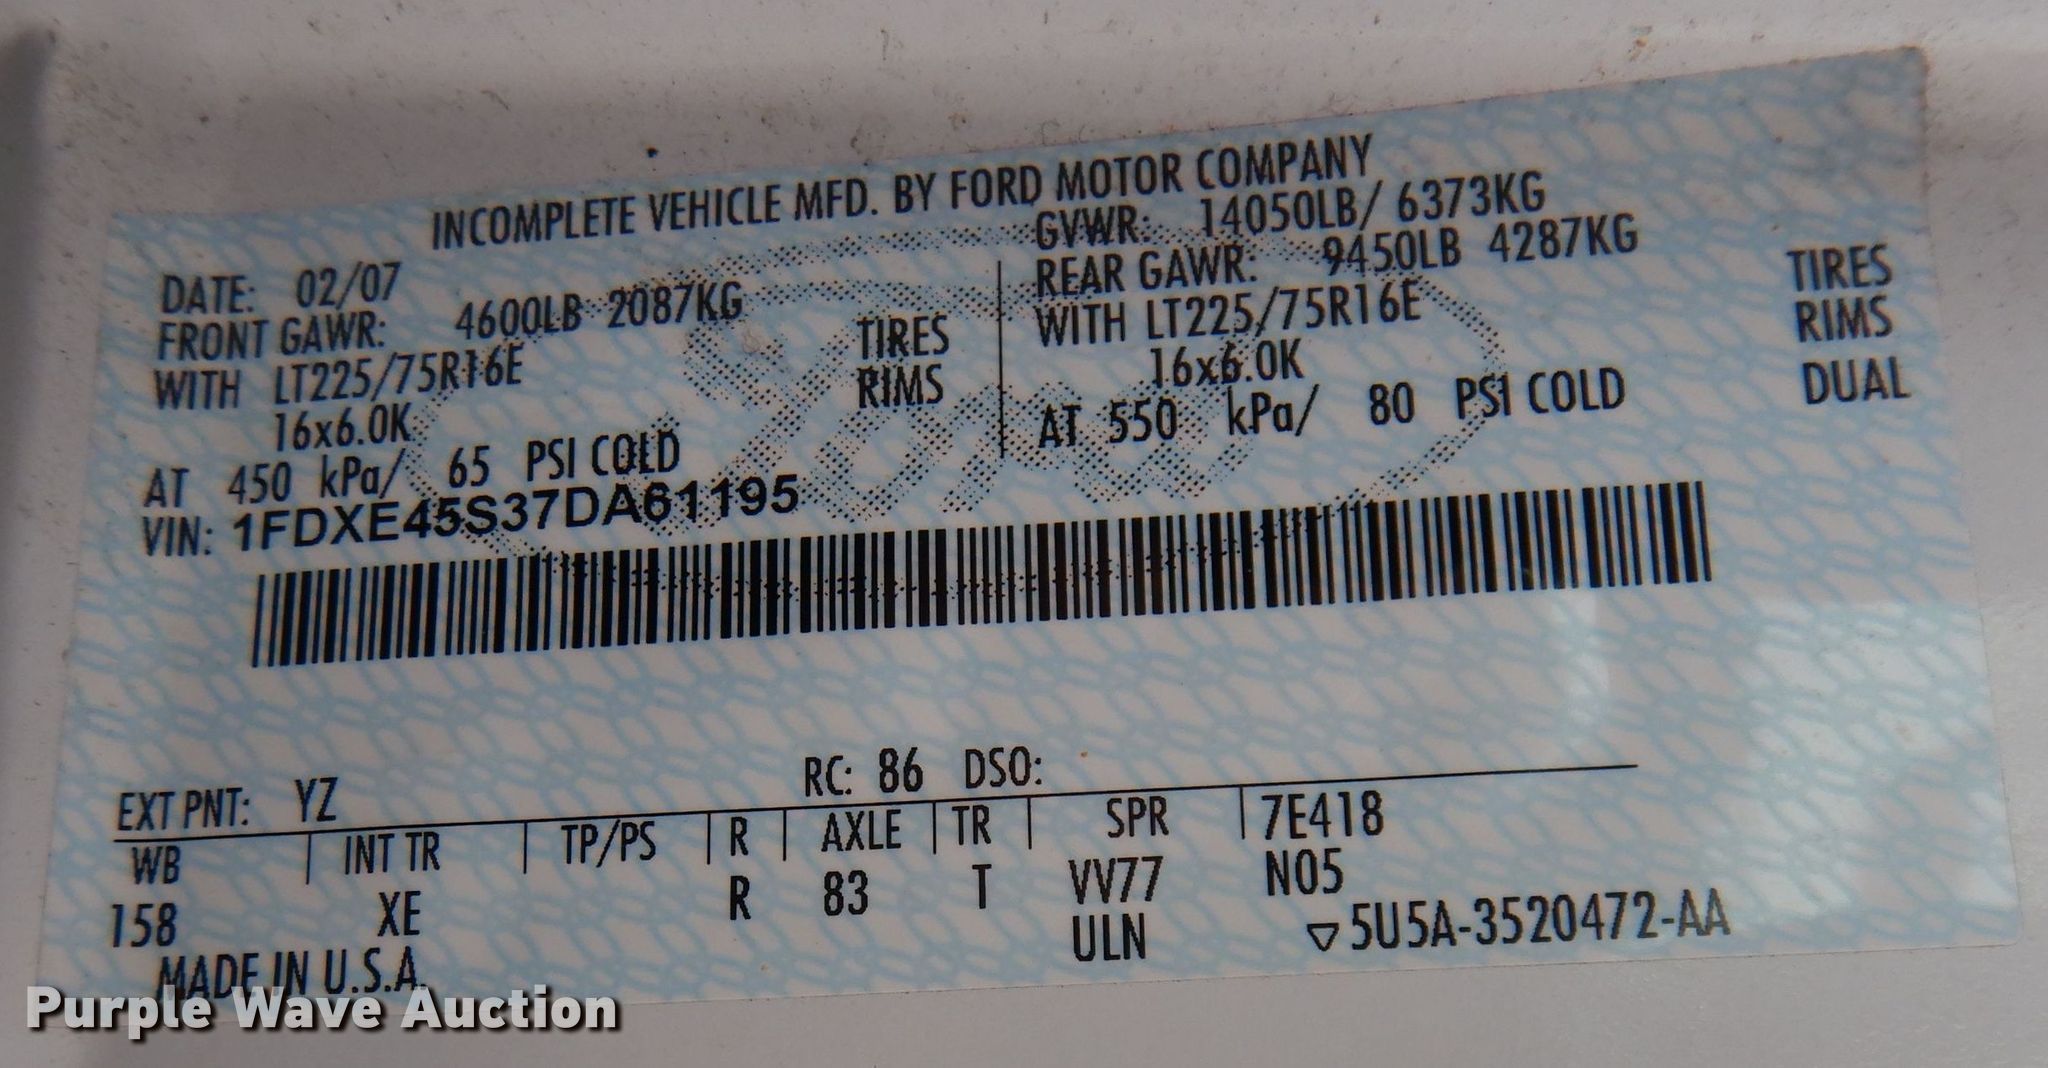 INCOMPLETE VEHICLE MFD. BY FORD MOTOR COMPANY
DATE: 02/07
GVWR: 14050LB/ 6373KG
FRONT GAWR: 4600LB 2087KG
REAR GAWR: 9450LB 4287KG
WITH LT225/75R16E TIRES
WITH LT225/75R16E TIRES
16x6.0K RIMS
16x6.0K RIMS
AT 450 kPa/ 65 PSI COLD
AT 550 kPa/ 80 PSI COLD DUAL
VIN: 1FDXE45S37DA61195
Ford
EXT PNT: YZ RC: 86 DSO:
WB INT TR TP/PS R AXLE TR SPR 7E418
158 XE R 83 T VV77 N05
ULN ▽5U5A-3520472-AA
MADE IN U.S.A.
Purple Wave Auction